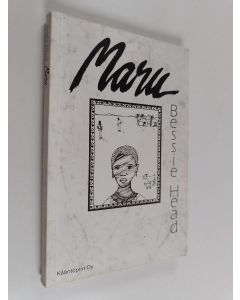 Maru
Bessie Head
Kääntöpiiri Oy